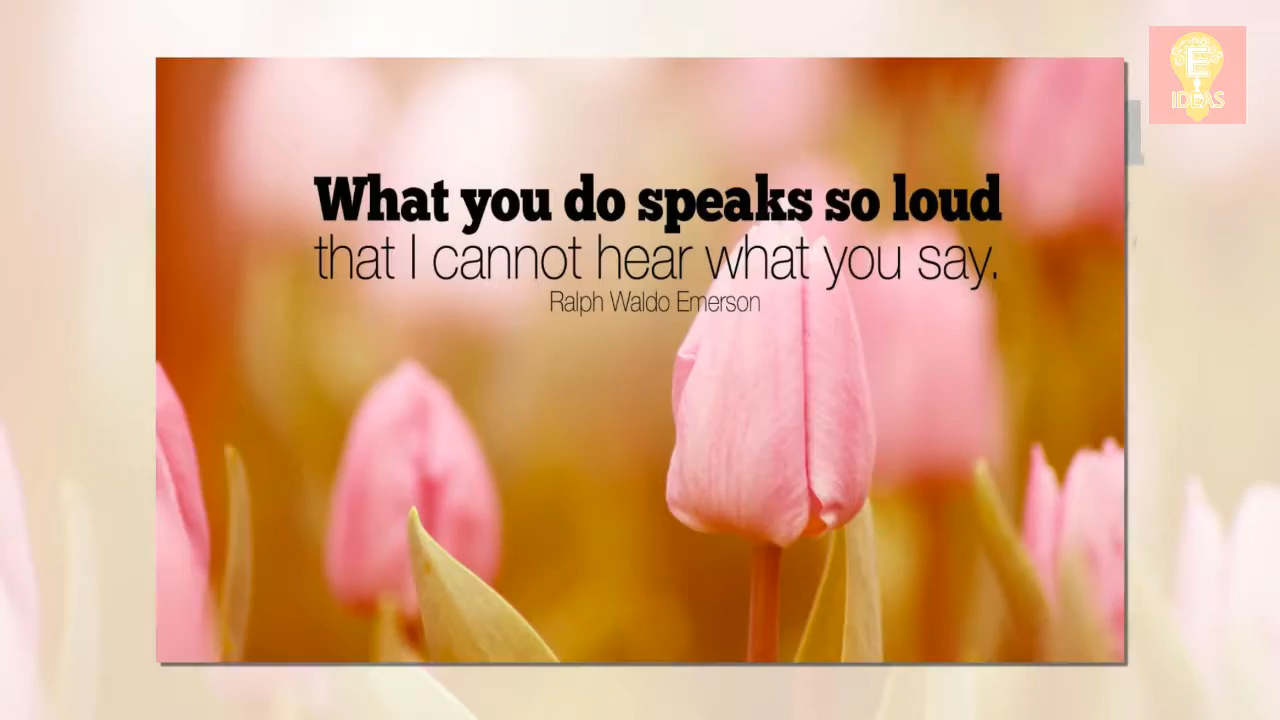 What you do speaks so loud
that I cannot hear what you say.
Ralph Waldo Emerson
E
IDEAS